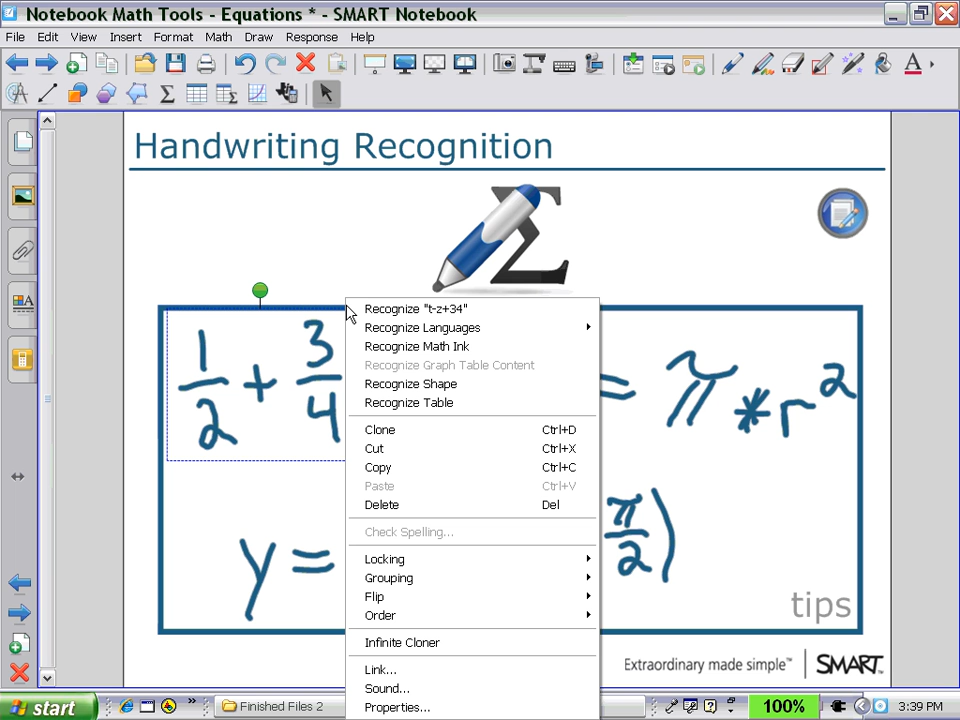 Notebook Math Tools - Equations * - SMART Notebook
File Edit View Insert Format Math Draw Response Help
Handwriting Recognition
1/2 + 3/4
= π * r²
y =
π/2)
tips
Recognize "t-z+34"
Recognize Languages
Recognize Math Ink
Recognize Graph Table Content
Recognize Shape
Recognize Table
Clone Ctrl+D
Cut Ctrl+X
Copy Ctrl+C
Paste Ctrl+V
Delete Del
Check Spelling...
Locking
Grouping
Flip
Order
Infinite Cloner
Link...
Sound...
Properties...
Extraordinary made simple™ SMART
start Finished Files 2 100% 3:39 PM